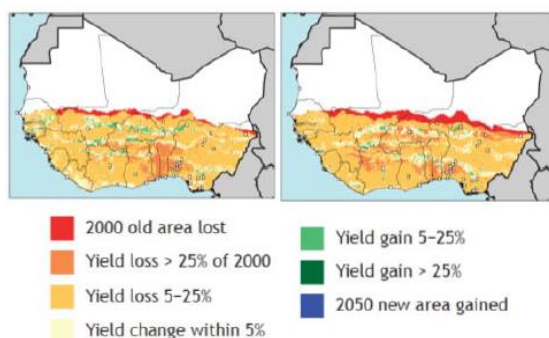 2000 old area lost
Yield loss > 25% of 2000
Yield loss 5–25%
Yield change within 5%
Yield gain 5–25%
Yield gain > 25%
2050 new area gained